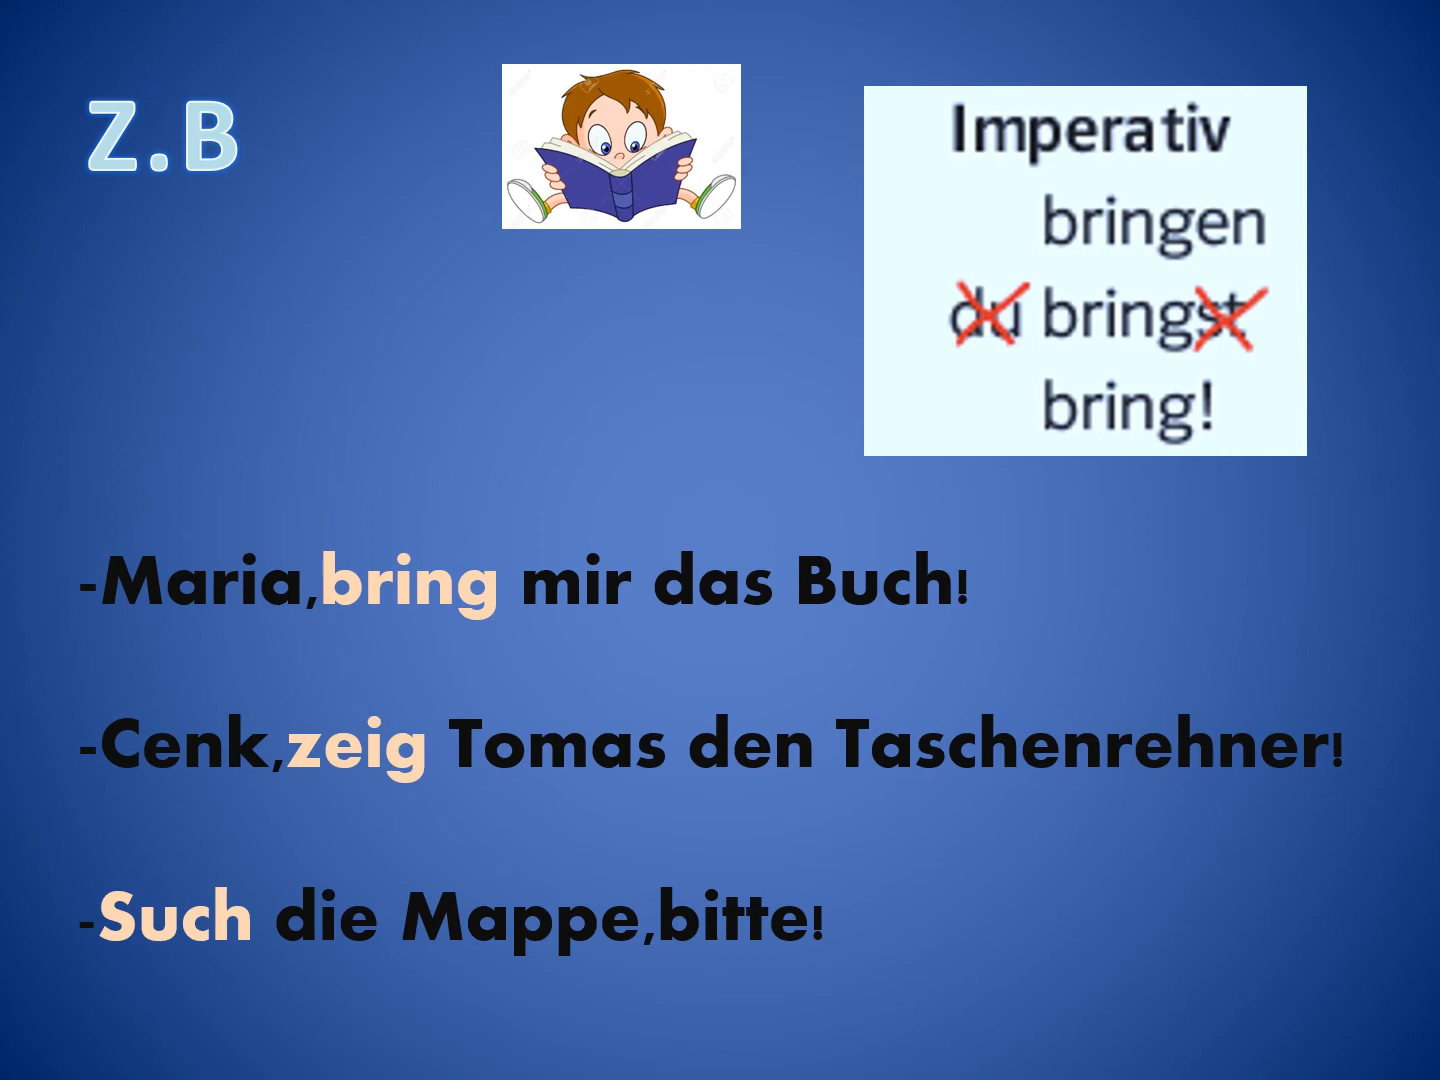 Z.B
Imperativ
bringen
du bringst
bring!
-Maria,bring mir das Buch!
-Cenk,zeig Tomas den Taschenrehner!
-Such die Mappe,bitte!